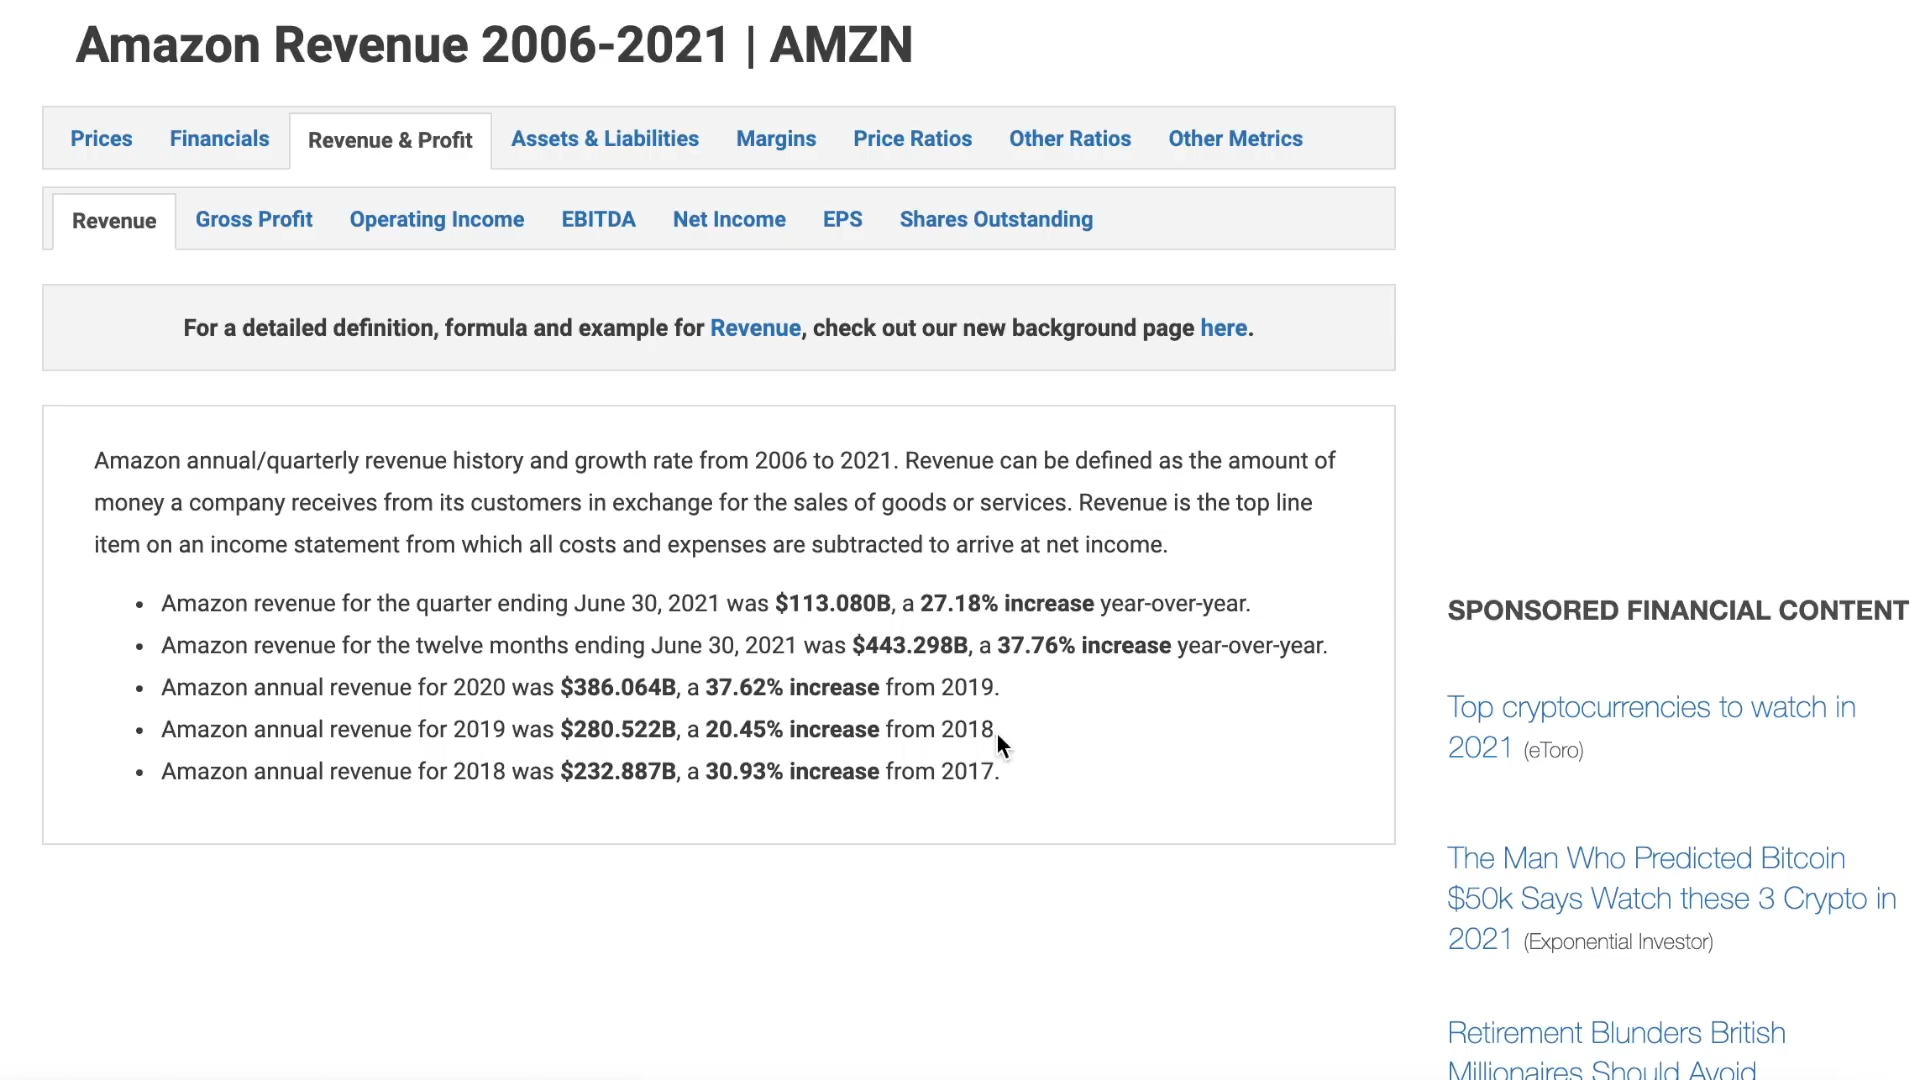 Amazon Revenue 2006-2021 | AMZN
Prices Financials Revenue & Profit Assets & Liabilities Margins Price Ratios Other Ratios Other Metrics
Revenue Gross Profit Operating Income EBITDA Net Income EPS Shares Outstanding
For a detailed definition, formula and example for Revenue, check out our new background page here.
Amazon annual/quarterly revenue history and growth rate from 2006 to 2021. Revenue can be defined as the amount of
money a company receives from its customers in exchange for the sales of goods or services. Revenue is the top line
item on an income statement from which all costs and expenses are subtracted to arrive at net income.
• Amazon revenue for the quarter ending June 30, 2021 was $113.080B, a 27.18% increase year-over-year.
• Amazon revenue for the twelve months ending June 30, 2021 was $443.298B, a 37.76% increase year-over-year.
• Amazon annual revenue for 2020 was $386.064B, a 37.62% increase from 2019.
• Amazon annual revenue for 2019 was $280.522B, a 20.45% increase from 2018.
• Amazon annual revenue for 2018 was $232.887B, a 30.93% increase from 2017.
SPONSORED FINANCIAL CONTENT
Top cryptocurrencies to watch in
2021 (eToro)
The Man Who Predicted Bitcoin
$50k Says Watch these 3 Crypto in
2021 (Exponential Investor)
Retirement Blunders British
Millionaires Should Avoid